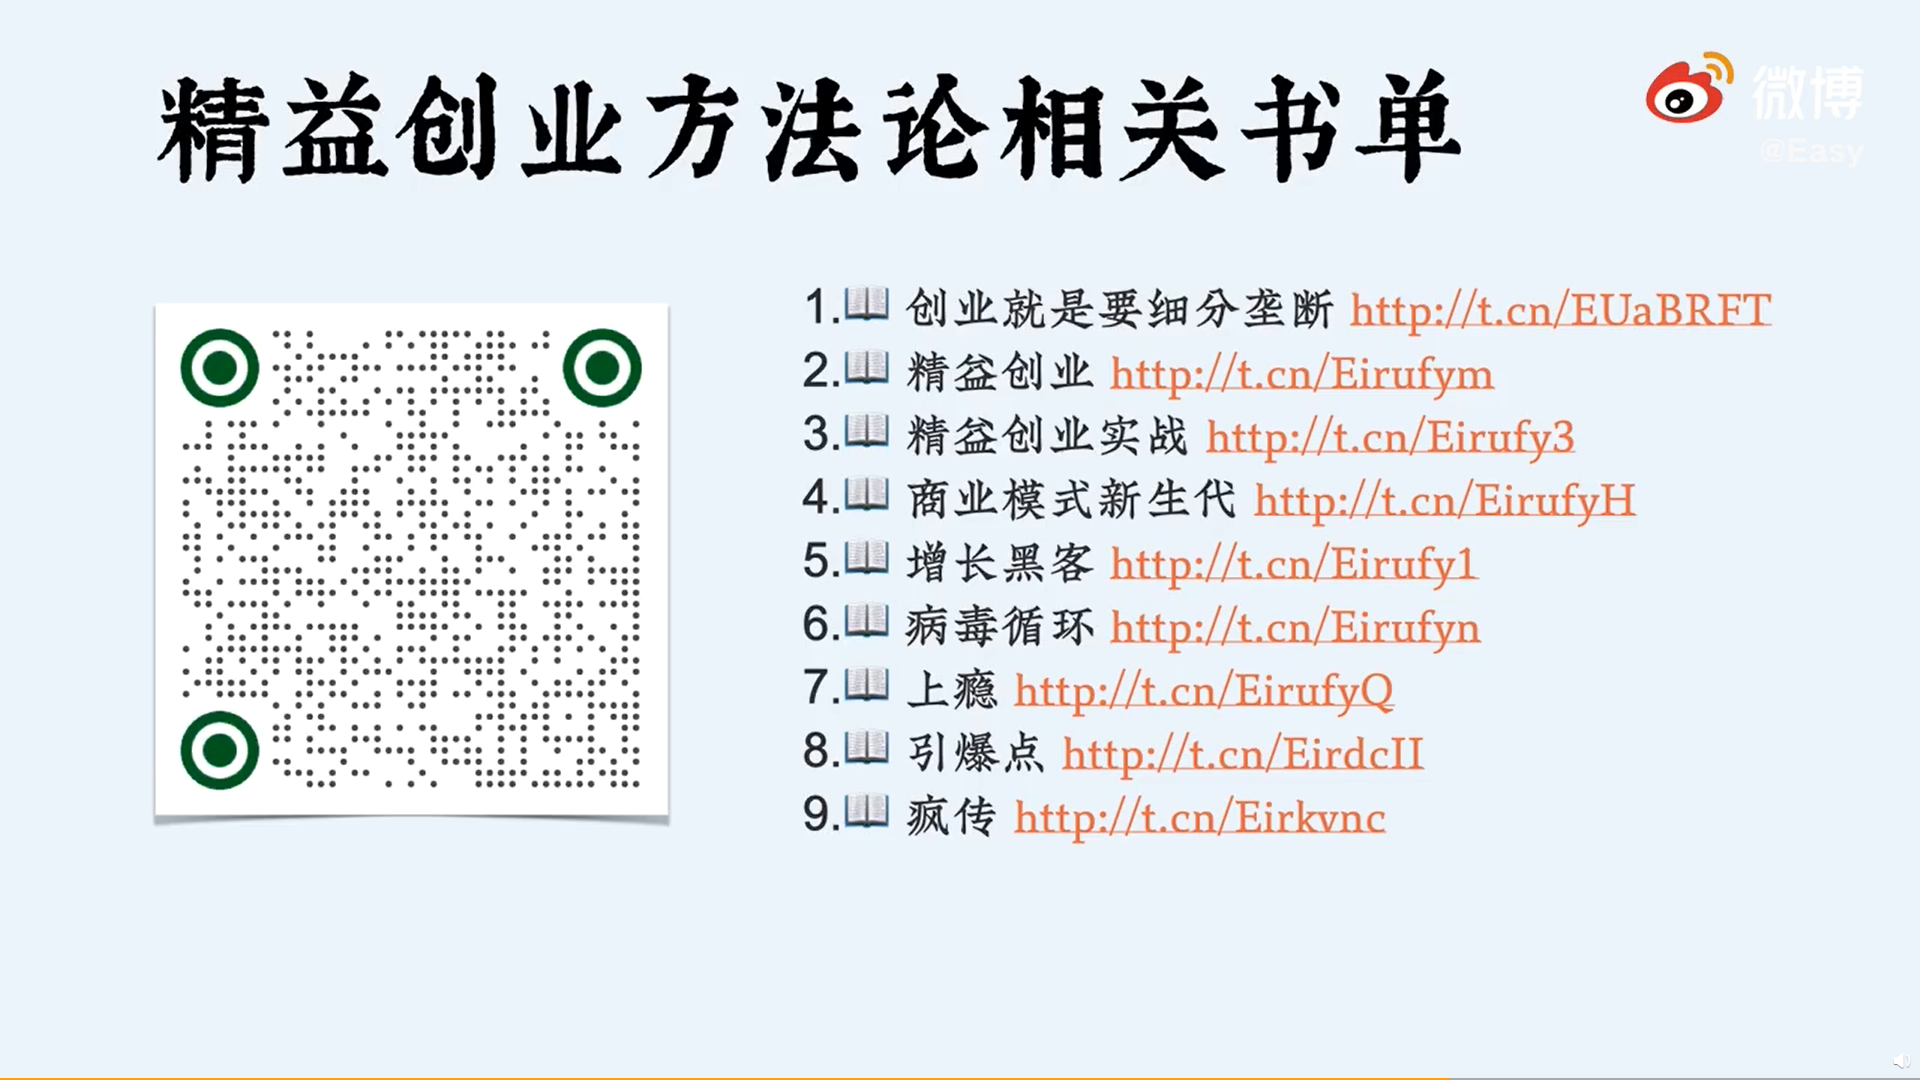 精益创业方法论相关书单
微博
@Easy
1.📖 创业就是要细分垄断 http://t.cn/EUaBRFT
2.📖 精益创业 http://t.cn/Eirufym
3.📖 精益创业实战 http://t.cn/Eirufy3
4.📖 商业模式新生代 http://t.cn/EirufyH
5.📖 增长黑客 http://t.cn/Eirufy1
6.📖 病毒循环 http://t.cn/Eirufyn
7.📖 上瘾 http://t.cn/EirufyQ
8.📖 引爆点 http://t.cn/EirdcII
9.📖 疯传 http://t.cn/Eirkvnc